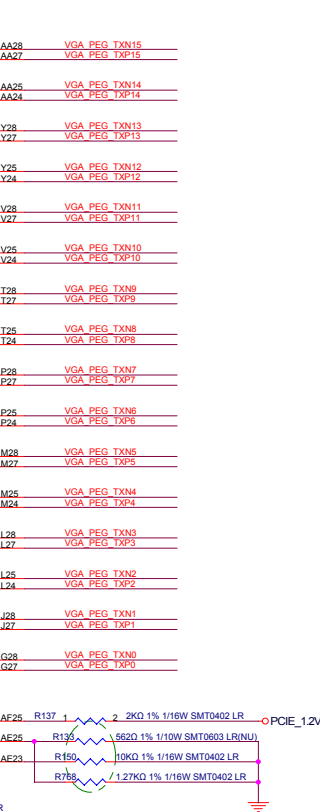 AA28 VGA_PEG_TXN15
AA27 VGA_PEG_TXP15
AA25 VGA_PEG_TXN14
AA24 VGA_PEG_TXP14
Y28 VGA_PEG_TXN13
Y27 VGA_PEG_TXP13
Y25 VGA_PEG_TXN12
Y24 VGA_PEG_TXP12
V28 VGA_PEG_TXN11
V27 VGA_PEG_TXP11
V25 VGA_PEG_TXN10
V24 VGA_PEG_TXP10
T28 VGA_PEG_TXN9
T27 VGA_PEG_TXP9
T25 VGA_PEG_TXN8
T24 VGA_PEG_TXP8
P28 VGA_PEG_TXN7
P27 VGA_PEG_TXP7
P25 VGA_PEG_TXN6
P24 VGA_PEG_TXP6
M28 VGA_PEG_TXN5
M27 VGA_PEG_TXP5
M25 VGA_PEG_TXN4
M24 VGA_PEG_TXP4
L28 VGA_PEG_TXN3
L27 VGA_PEG_TXP3
L25 VGA_PEG_TXN2
L24 VGA_PEG_TXP2
J28 VGA_PEG_TXN1
J27 VGA_PEG_TXP1
G28 VGA_PEG_TXN0
G27 VGA_PEG_TXP0
AF25 R137 1 2 2KΩ 1% 1/16W SMT0402 LR PCIE_1.2V
AE25 R133 562Ω 1% 1/10W SMT0603 LR(NU)
AE23 R150 10KΩ 1% 1/16W SMT0402 LR
R768 1.27KΩ 1% 1/16W SMT0402 LR
R